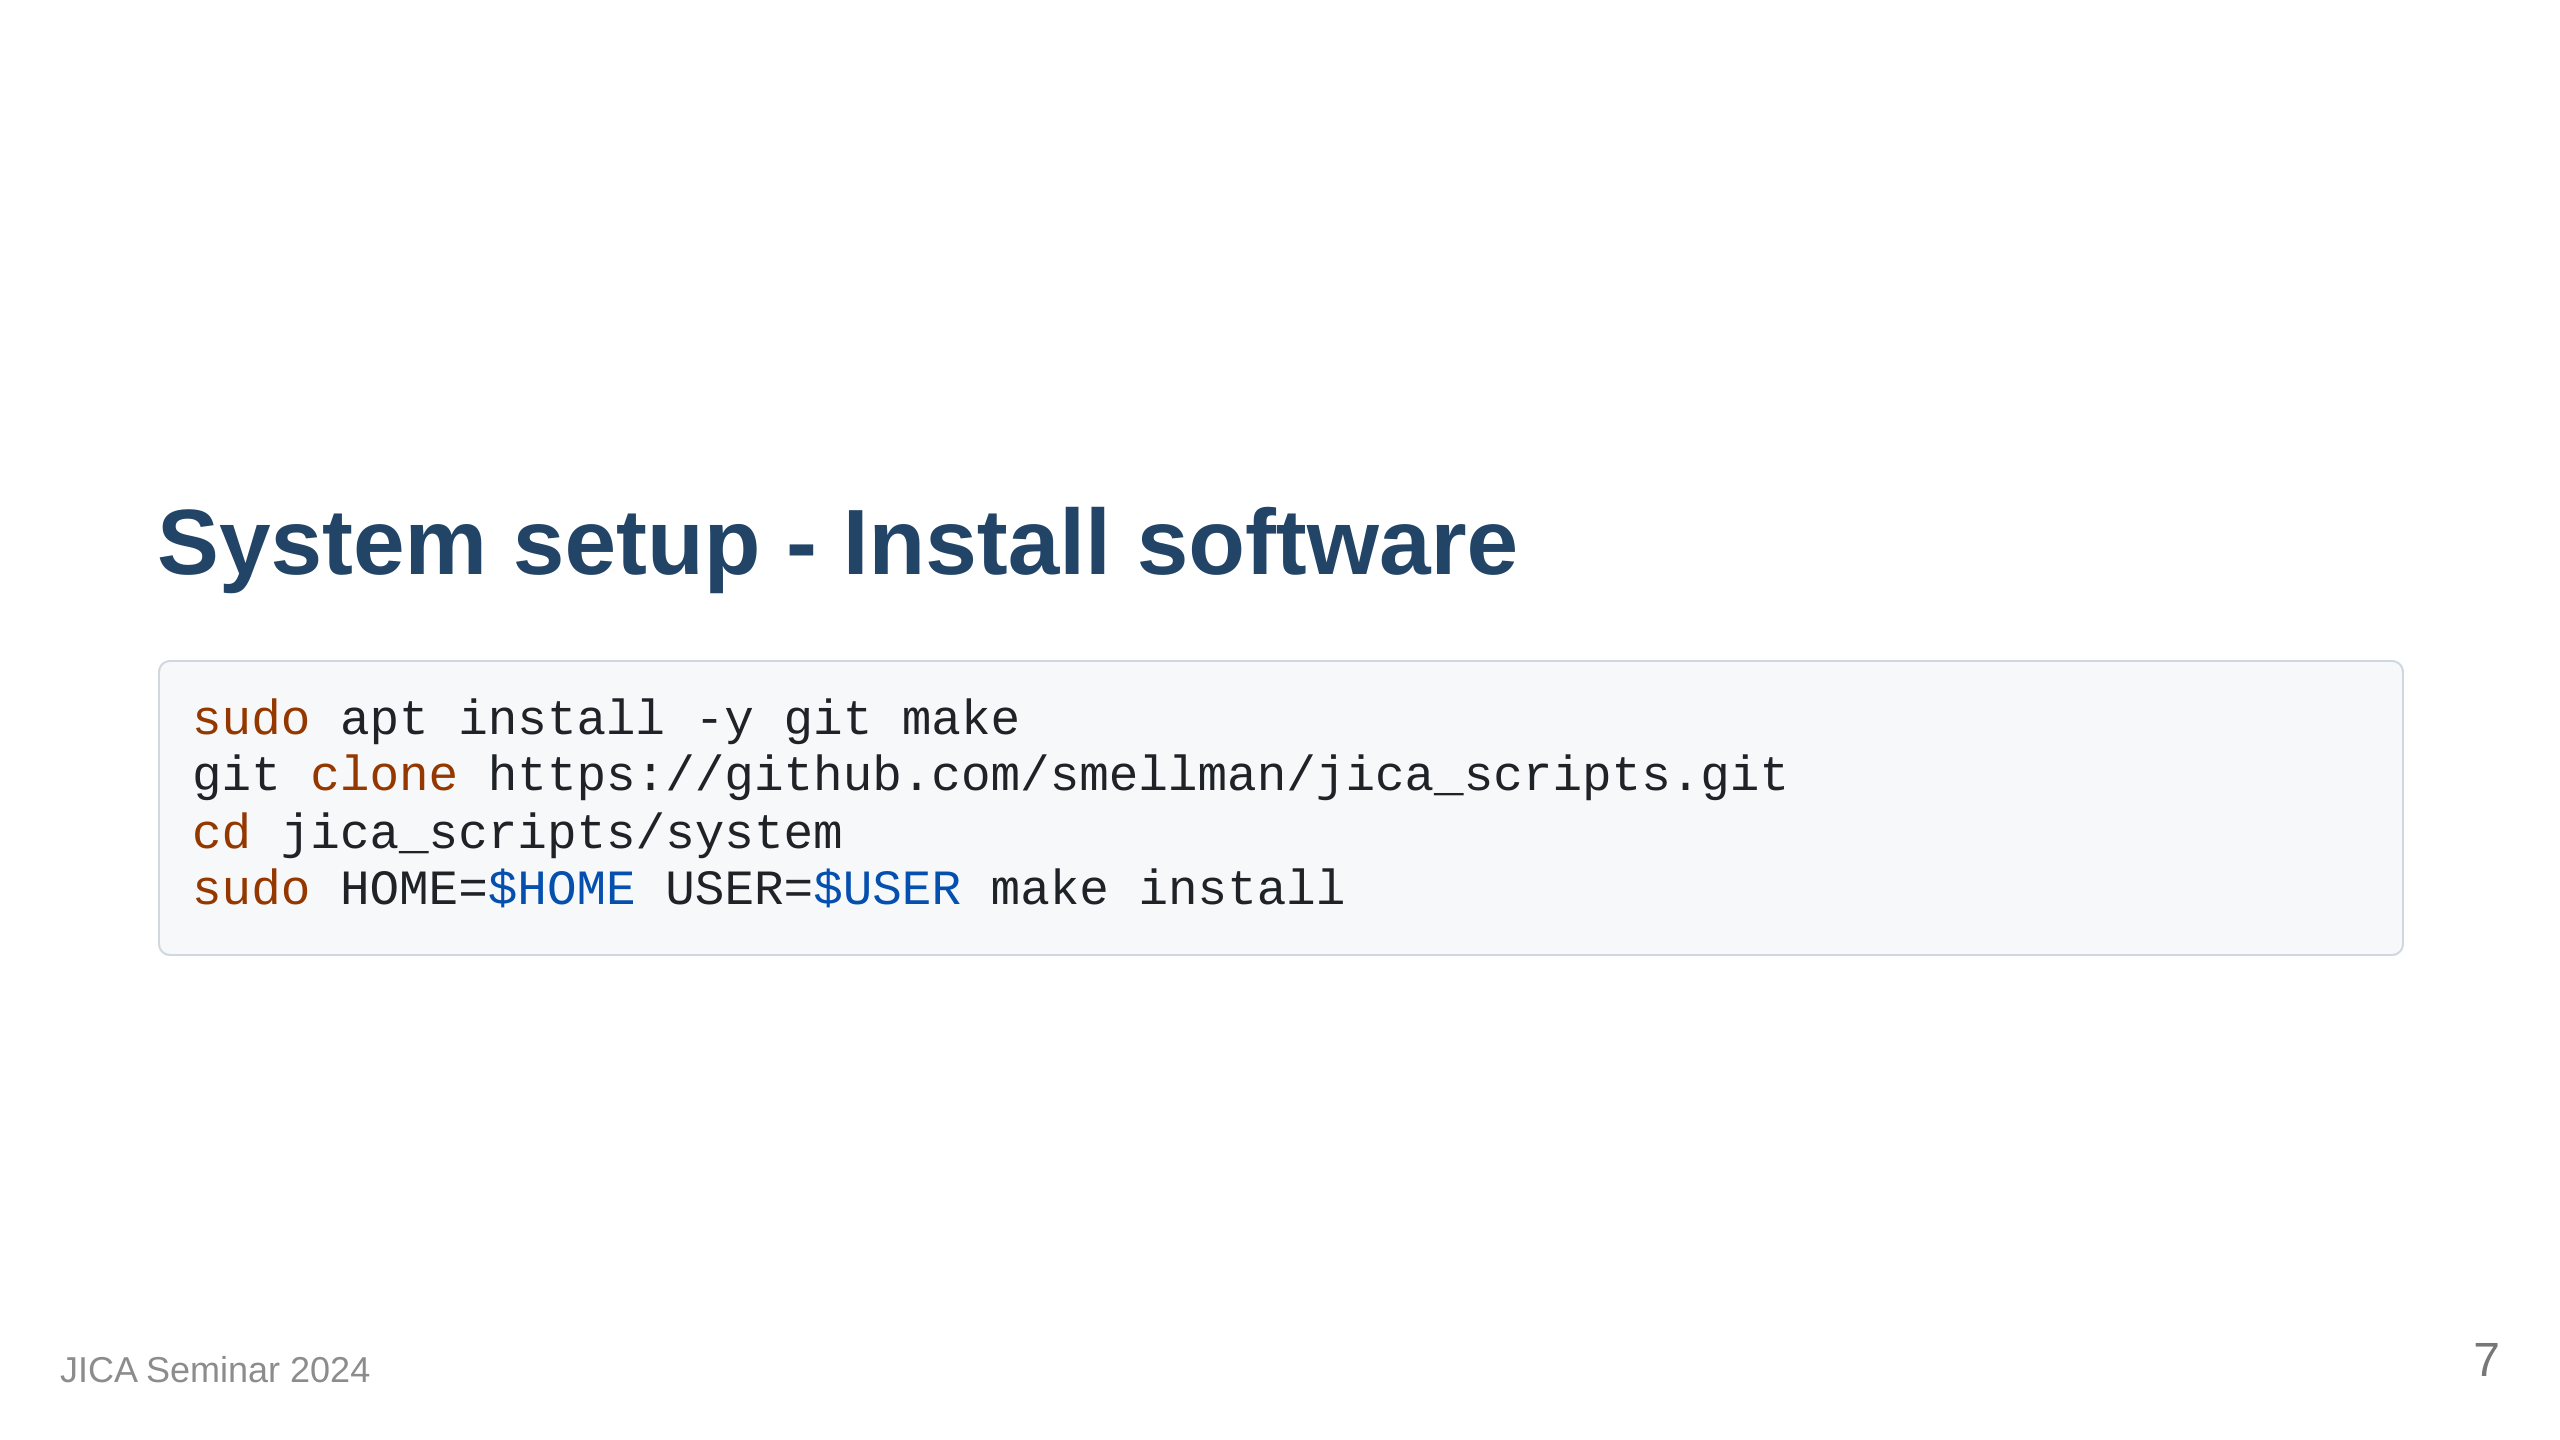 System setup - Install software
sudo apt install -y git make
git clone https://github.com/smellman/jica_scripts.git
cd jica_scripts/system
sudo HOME=$HOME USER=$USER make install
JICA Seminar 2024
7